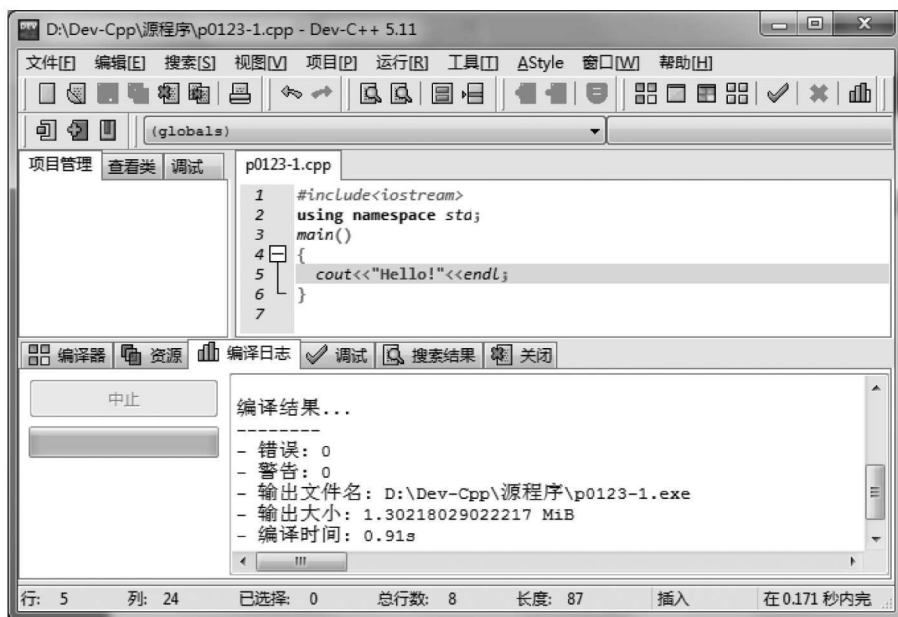 D:\Dev-Cpp\源程序\p0123-1.cpp - Dev-C++ 5.11
文件[F] 编辑[E] 搜索[S] 视图[V] 项目[P] 运行[R] 工具[T] AStyle 窗口[W] 帮助[H]
(globals)
项目管理 查看类 调试 p0123-1.cpp
1 #include<iostream>
2 using namespace std;
3 main()
4 {
5 cout<<"Hello!"<<endl;
6 }
7
编译器 资源 编译日志 调试 搜索结果 关闭
中止
编译结果...
--------
- 错误: 0
- 警告: 0
- 输出文件名: D:\Dev-Cpp\源程序\p0123-1.exe
- 输出大小: 1.30218029022217 MiB
- 编译时间: 0.91s
行: 5 列: 24 已选择: 0 总行数: 8 长度: 87 插入 在 0.171 秒内完